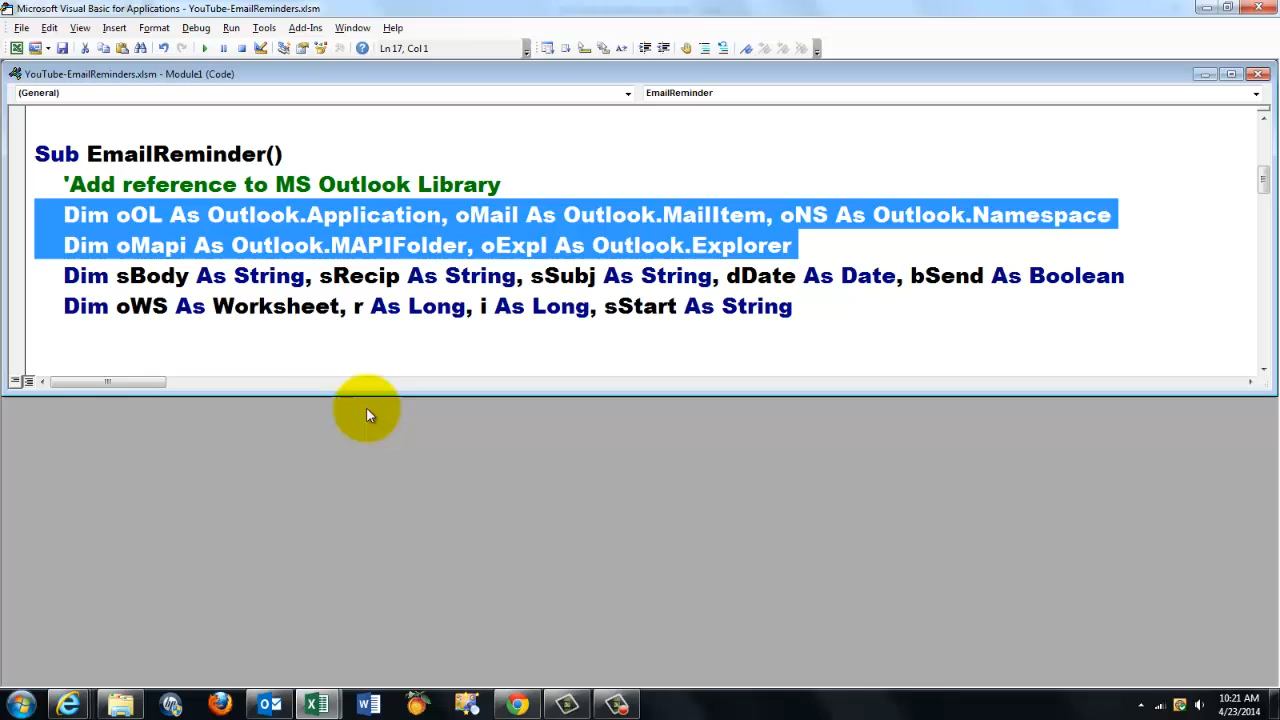 Microsoft Visual Basic for Applications - YouTube-EmailReminders.xlsm
File Edit View Insert Format Debug Run Tools Add-Ins Window Help
Ln 17, Col 1
YouTube-EmailReminders.xlsm - Module1 (Code)
(General) EmailReminder
Sub EmailReminder()
'Add reference to MS Outlook Library
Dim oOL As Outlook.Application, oMail As Outlook.MailItem, oNS As Outlook.Namespace
Dim oMapi As Outlook.MAPIFolder, oExpl As Outlook.Explorer
Dim sBody As String, sRecip As String, sSubj As String, dDate As Date, bSend As Boolean
Dim oWS As Worksheet, r As Long, i As Long, sStart As String
10:21 AM
4/23/2014